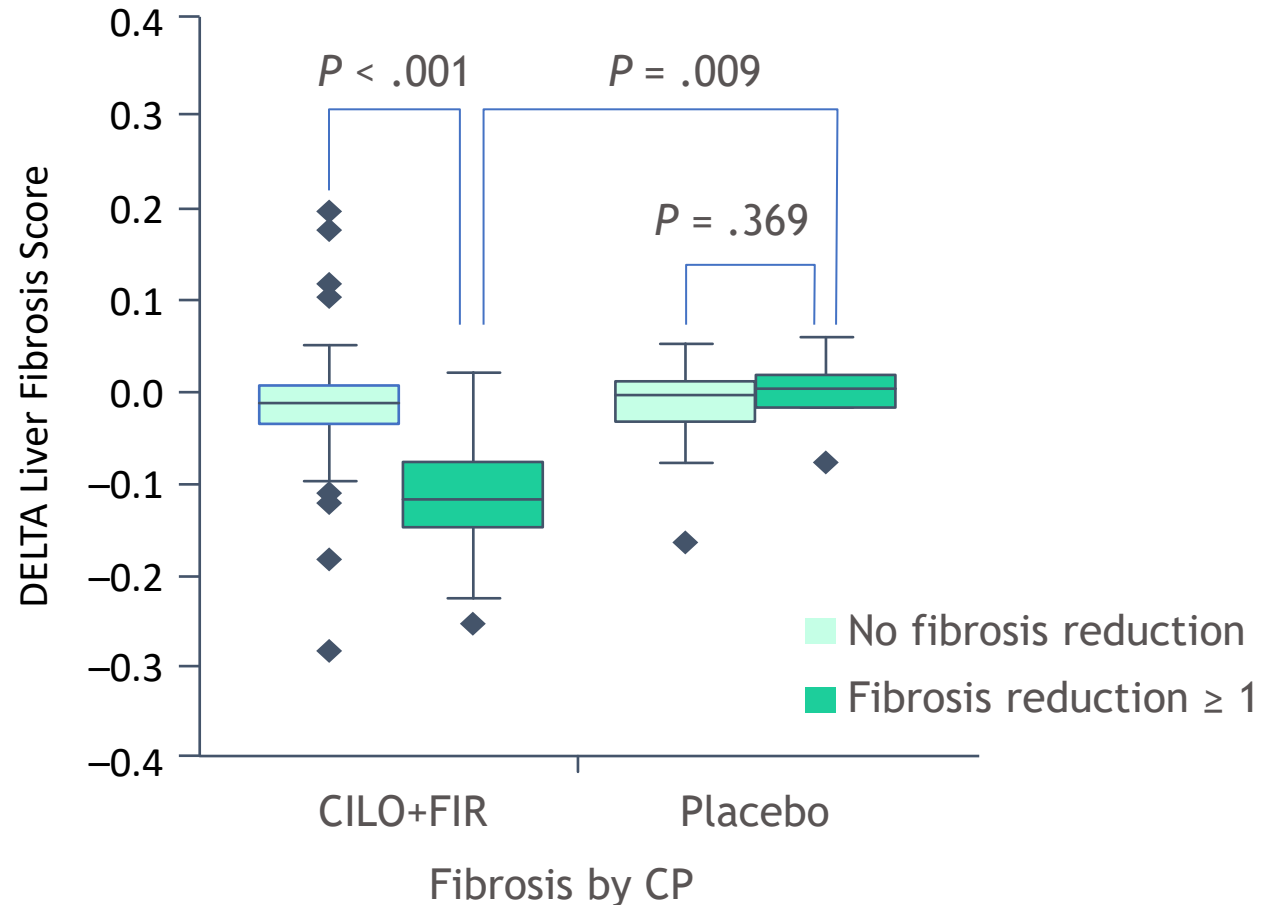 0.4
P < .001
P = .009
0.3
0.2
P = .369
0.1
0.0
–0.1
–0.2
–0.3
–0.4
DELTA Liver Fibrosis Score
No fibrosis reduction
Fibrosis reduction ≥ 1
CILO+FIR
Placebo
Fibrosis by CP